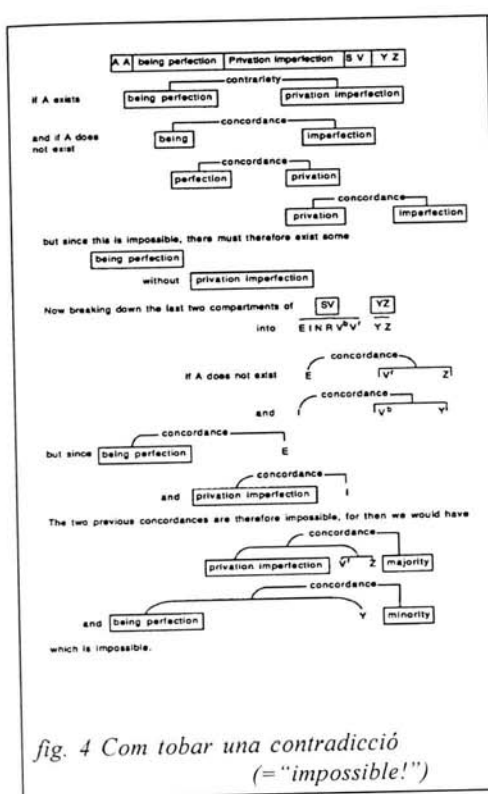 A A being perfection Privation imperfection S V Y Z
contrariety
if A exists being perfection privation imperfection
concordance
and if A does being imperfection
not exist
concordance
perfection privation
concordance
privation imperfection
but since this is impossible, there must therefore exist some
being perfection
without privation imperfection
Now breaking down the last two compartments of SV YZ
into E I N R Vᵇ Vʳ Y Z
concordance
if A does not exist E Vʳ Z
concordance
and I Vᵇ Y
concordance
but since being perfection E
concordance
and privation imperfection I
The two previous concordances are therefore impossible, for then we would have
concordance
privation imperfection Vʳ Z majority
concordance
and being perfection Y minority
which is impossible.
fig. 4 Com tobar una contradicció
(= "impossible!")